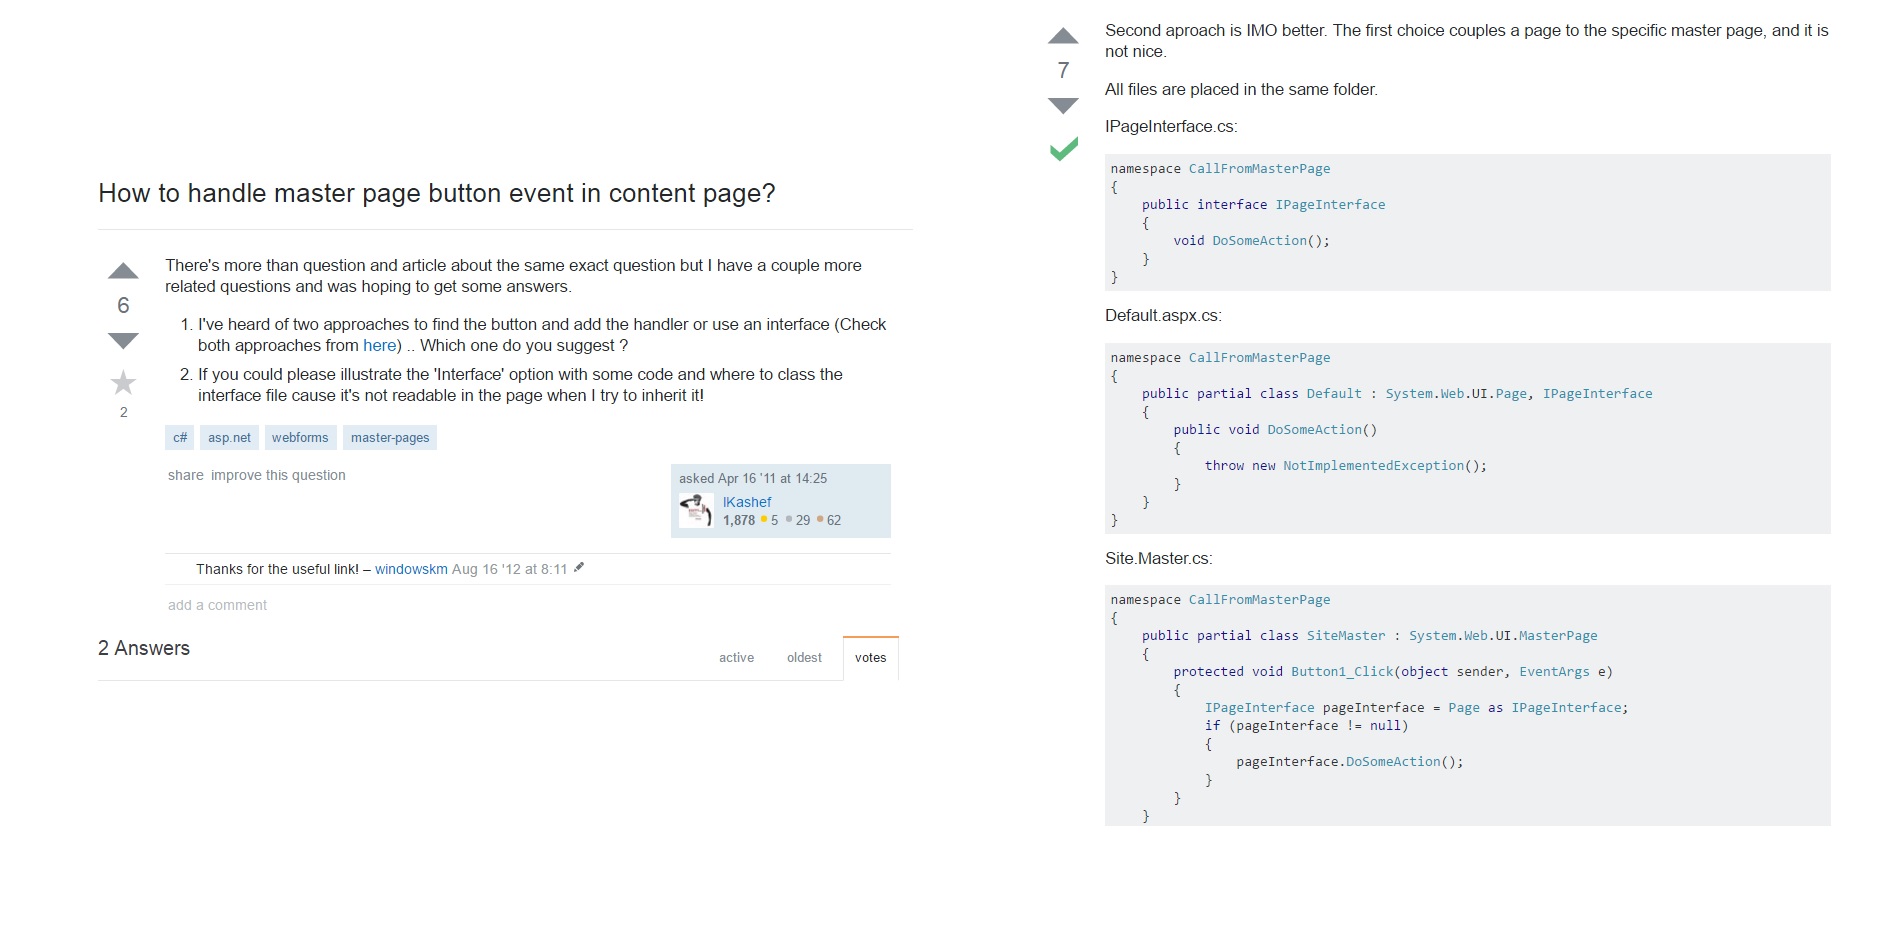 How to handle master page button event in content page?
6
2
There's more than question and article about the same exact question but I have a couple more
related questions and was hoping to get some answers.
1. I've heard of two approaches to find the button and add the handler or use an interface (Check
both approaches from here) .. Which one do you suggest ?
2. If you could please illustrate the 'Interface' option with some code and where to class the
interface file cause it's not readable in the page when I try to inherit it!
c# asp.net webforms master-pages
share improve this question
asked Apr 16 '11 at 14:25
IKashef
1,878 5 29 62
Thanks for the useful link! – windowskm Aug 16 '12 at 8:11
add a comment
2 Answers
active oldest votes
7
Second aproach is IMO better. The first choice couples a page to the specific master page, and it is
not nice.
All files are placed in the same folder.
IPageInterface.cs:
namespace CallFromMasterPage
{
    public interface IPageInterface
    {
        void DoSomeAction();
    }
}
Default.aspx.cs:
namespace CallFromMasterPage
{
    public partial class Default : System.Web.UI.Page, IPageInterface
    {
        public void DoSomeAction()
        {
            throw new NotImplementedException();
        }
    }
}
Site.Master.cs:
namespace CallFromMasterPage
{
    public partial class SiteMaster : System.Web.UI.MasterPage
    {
        protected void Button1_Click(object sender, EventArgs e)
        {
            IPageInterface pageInterface = Page as IPageInterface;
            if (pageInterface != null)
            {
                pageInterface.DoSomeAction();
            }
        }
    }